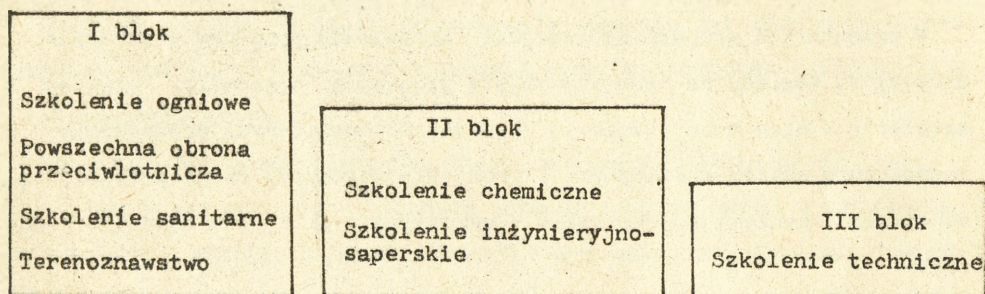 I blok
Szkolenie ogniowe
Powszechna obrona
przeciwlotnicza
Szkolenie sanitarne
Terenoznawstwo
II blok
Szkolenie chemiczne
Szkolenie inżynieryjno-
saperskie
III blok
Szkolenie techniczne